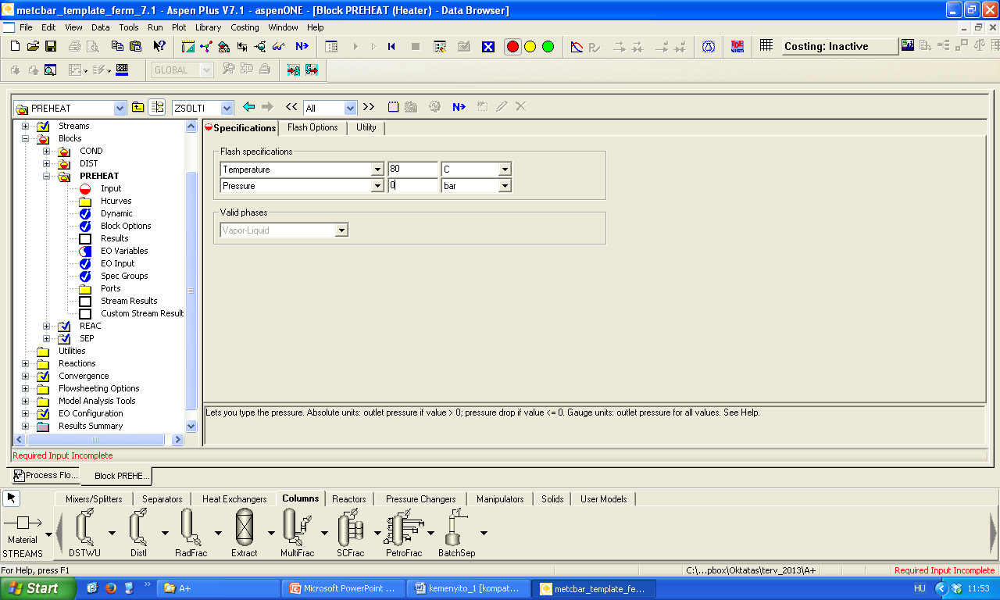 metcbar_template_ferm_7.1 - Aspen Plus V7.1 - aspenONE - [Block PREHEAT (Heater) - Data Browser]
File Edit View Data Tools Run Plot Library Costing Window Help
Costing: Inactive
GLOBAL
PREHEAT ZSOLTI All N>
Streams
Blocks
COND
DIST
PREHEAT
Input
Hcurves
Dynamic
Block Options
Results
EO Variables
EO Input
Spec Groups
Ports
Stream Results
Custom Stream Result
REAC
SEP
Utilities
Reactions
Convergence
Flowsheeting Options
Model Analysis Tools
EO Configuration
Results Summary
Specifications Flash Options Utility
Flash specifications
Temperature 80 C
Pressure 0 bar
Valid phases
Vapor-Liquid
Lets you type the pressure. Absolute units: outlet pressure if value > 0; pressure drop if value <= 0. Gauge units: outlet pressure for all values. See Help.
Required Input Incomplete
Process Flo... Block PREHE...
Mixers/Splitters Separators Heat Exchangers Columns Reactors Pressure Changers Manipulators Solids User Models
Material
STREAMS DSTWU Distl RadFrac Extract MultiFrac SCFrac PetroFrac BatchSep
For Help, press F1 C:\...pbox\Oktatas\terv_2013\A+ Required Input Incomplete
Start A+ Microsoft PowerPoint ... kemenyito_1 [kompat... metcbar_template_fe... HU 11:53